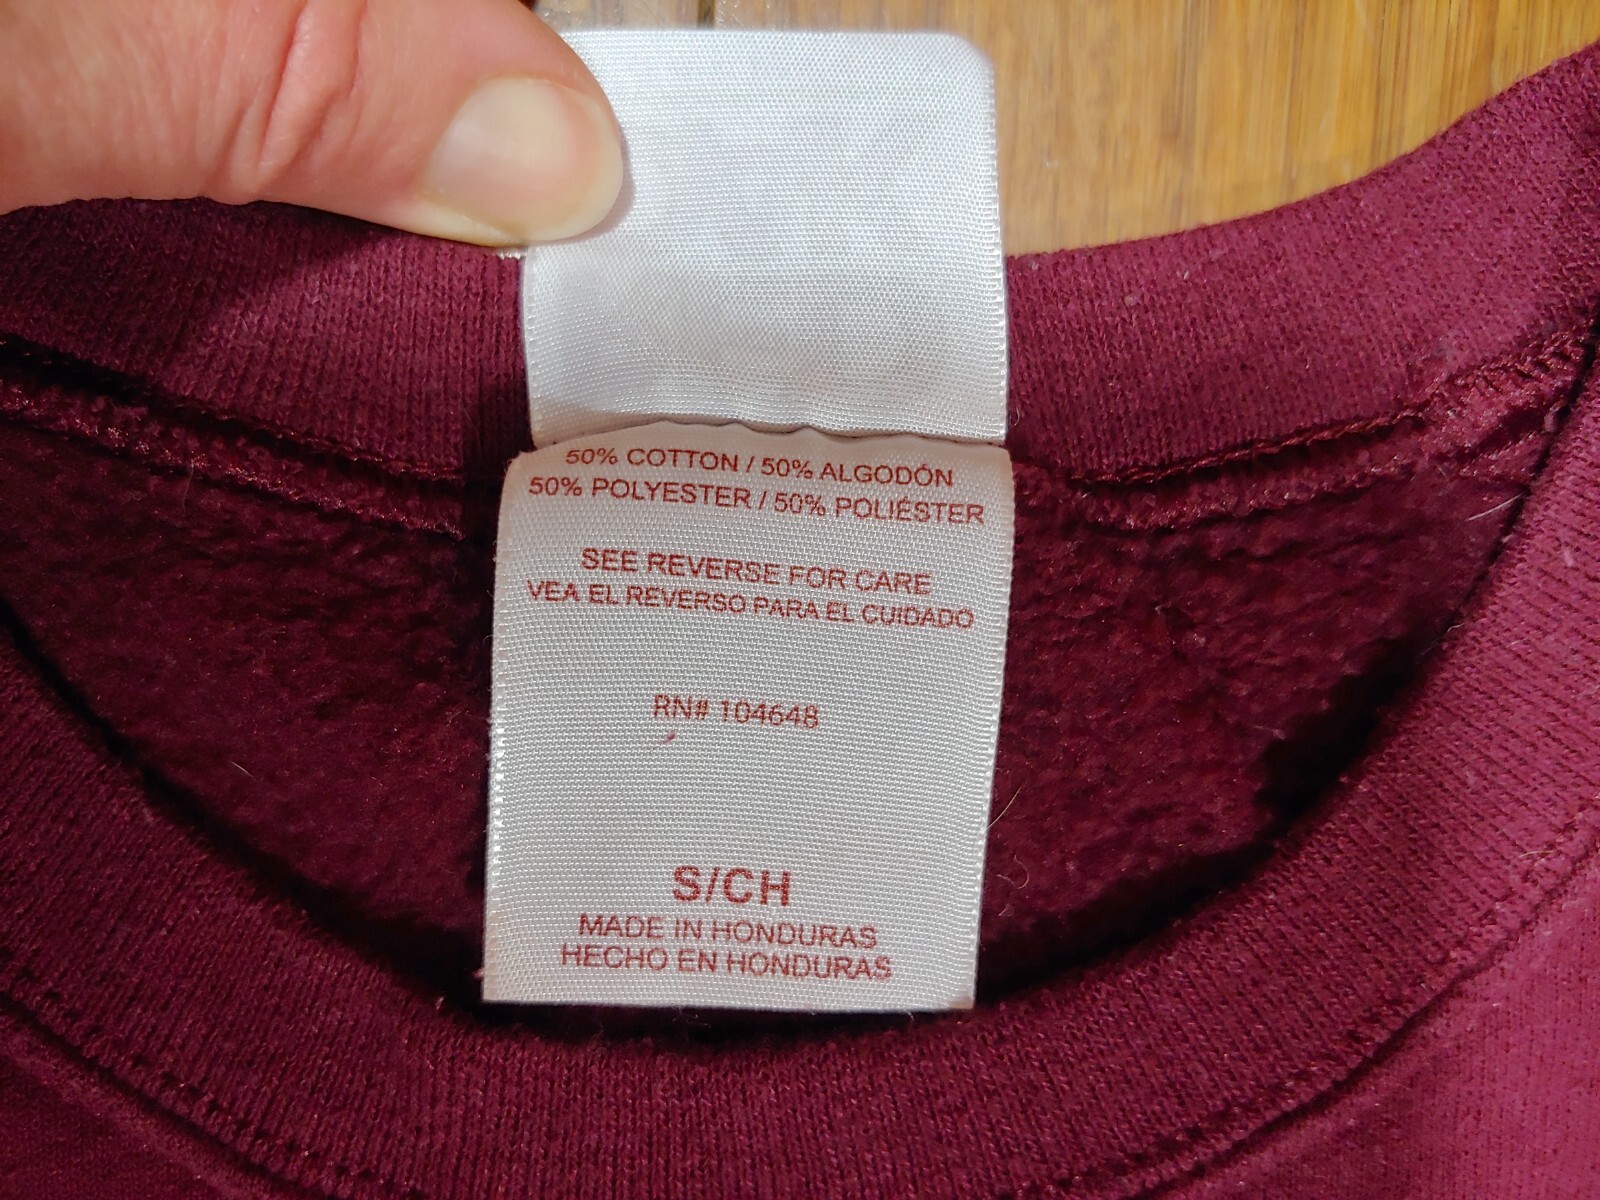 50% COTTON / 50% ALGODÓN
50% POLYESTER / 50% POLIÉSTER
SEE REVERSE FOR CARE
VEA EL REVERSO PARA EL CUIDADO
RN# 104648
S/CH
MADE IN HONDURAS
HECHO EN HONDURAS